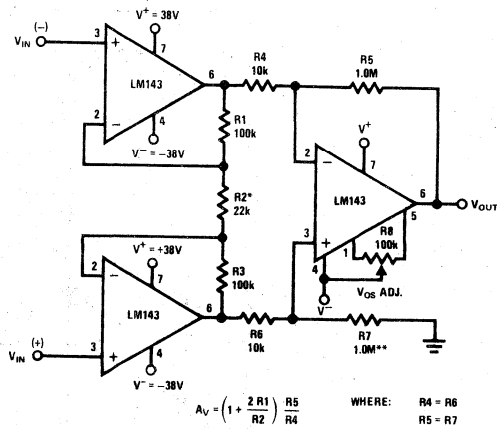 (−)
V+ = 38V
VIN
3
+
7
LM143
6
2
−
4
V− = −38V
R4
10k
R5
1.0M
R1
100k
R2*
22k
R3
100k
V+
2
−
7
LM143
6
VOUT
5
R8
100k
3
+
4
1
V−
VOS ADJ.
V+ = +38V
2
−
7
LM143
6
R6
10k
R7
1.0M**
(+)
VIN
3
+
4
V− = −38V
AV = (1 + 2 R1 / R2) R5 / R4
WHERE: R4 = R6
R5 = R7